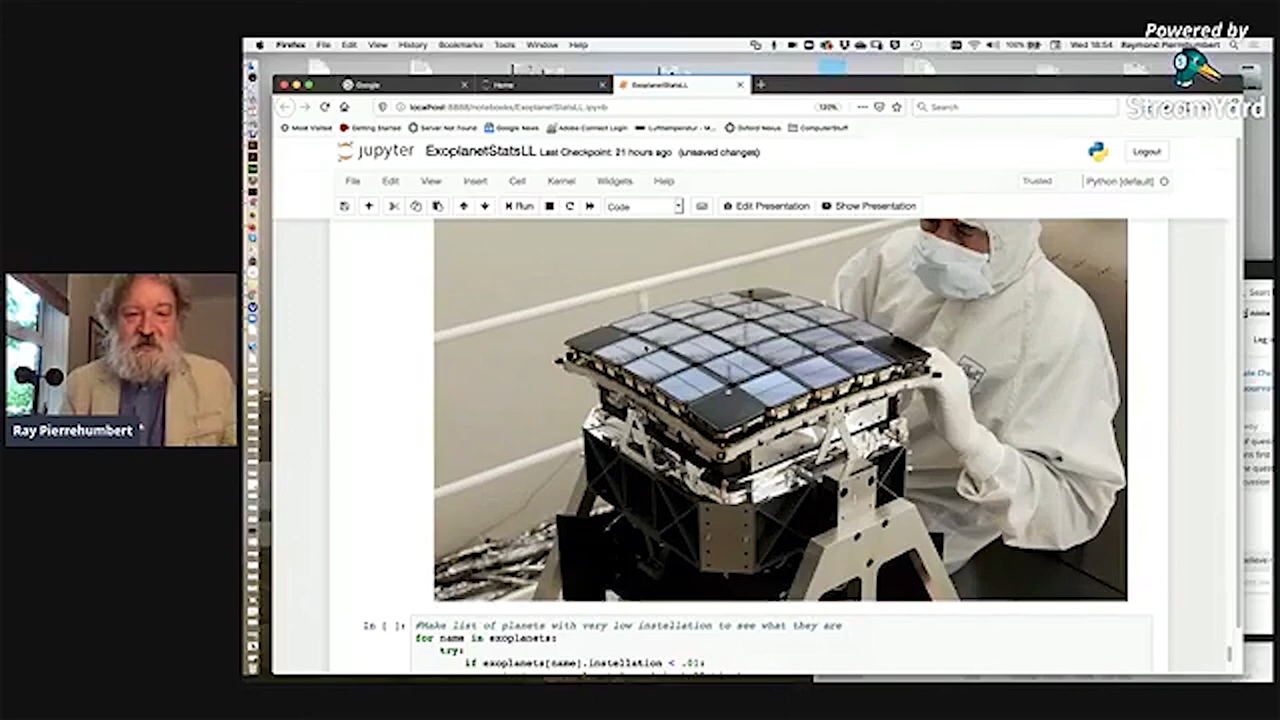 Powered by
StreamYard
Firefox File Edit View History Bookmarks Tools Window Help
100% Wed 18:54 Raymond Pierrehumbert
Google
Home
ExoplanetStatsLL
localhost:8888/notebooks/ExoplanetStatsLL.ipynb
120%
Search
Most Visited Getting Started Server Not Found Google News Adobe Connect Login Lufttemperatur - M... Oxford Nexus ComputerStuff
jupyter ExoplanetStatsLL Last Checkpoint: 21 hours ago (unsaved changes)
Logout
File Edit View Insert Cell Kernel Widgets Help
Trusted
Python [default]
Run
Code
Edit Presentation
Show Presentation
Ray Pierrehumbert
In [ ]: #Make list of planets with very low instellation to see what they are
for name in exoplanets:
try:
if exoplanets[name].instellation < .01: